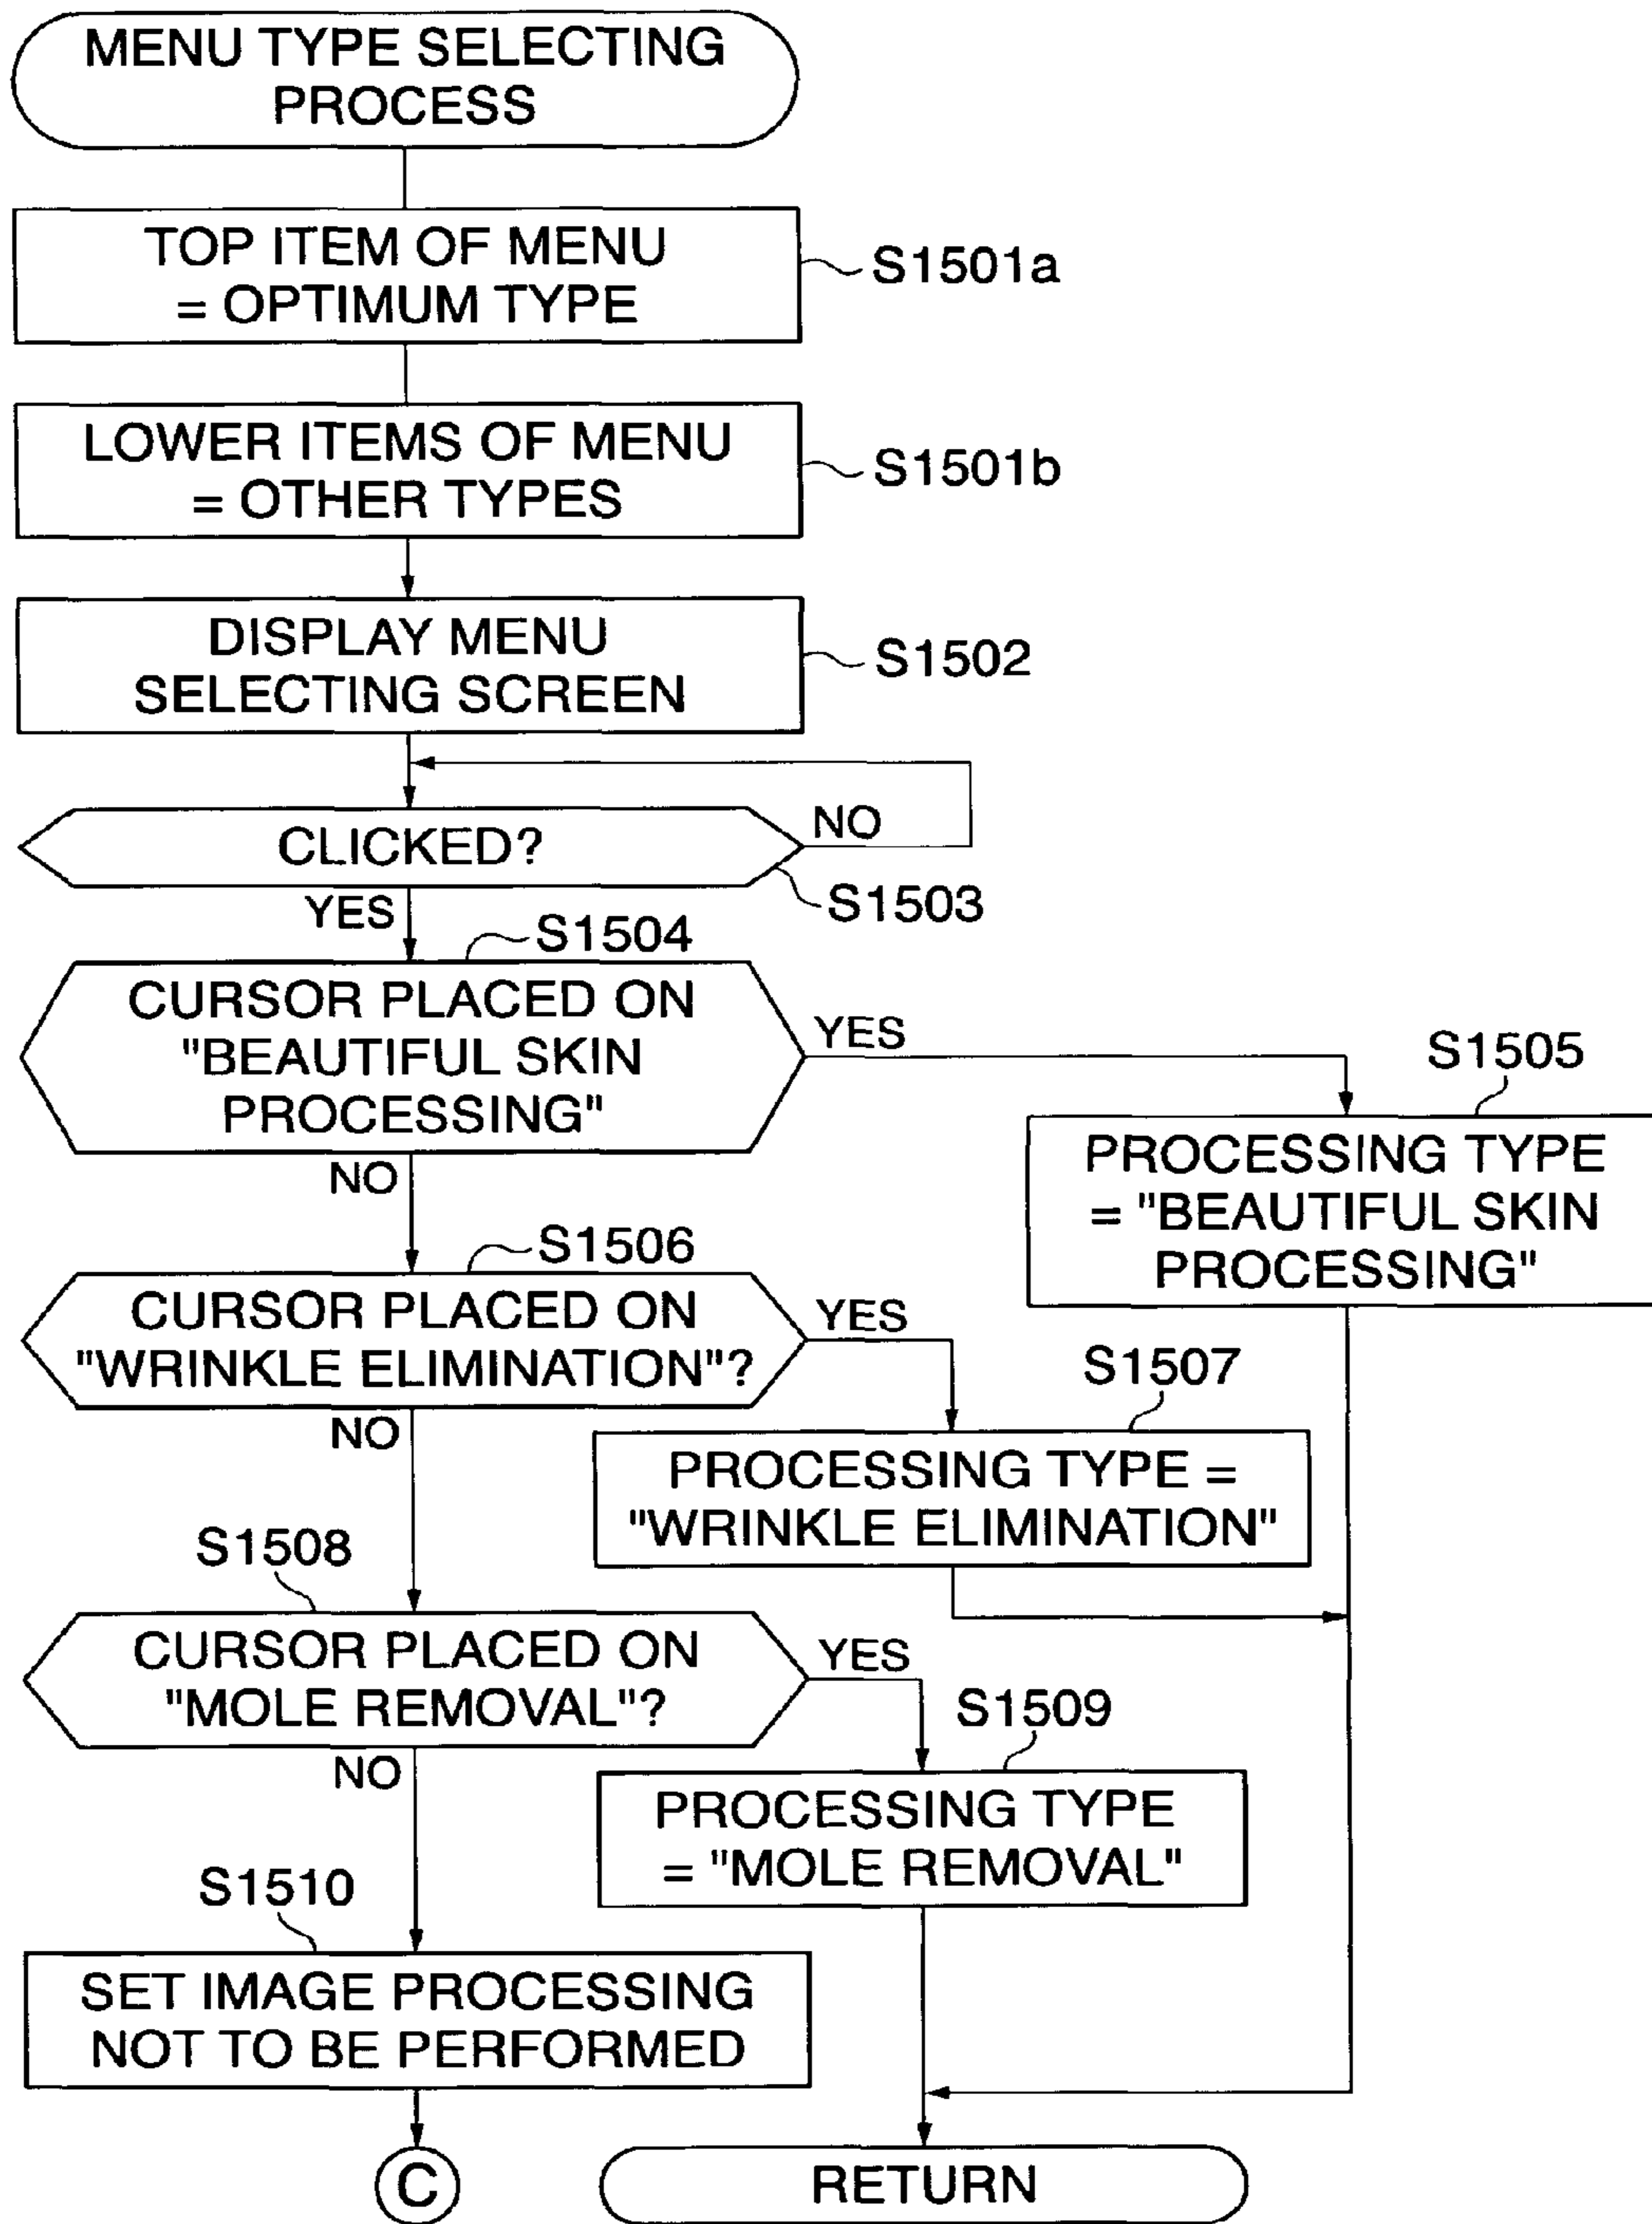 MENU TYPE SELECTING
PROCESS
TOP ITEM OF MENU
= OPTIMUM TYPE
S1501a
LOWER ITEMS OF MENU
= OTHER TYPES
S1501b
DISPLAY MENU
SELECTING SCREEN
S1502
CLICKED?
NO
S1503
YES
S1504
CURSOR PLACED ON
"BEAUTIFUL SKIN
PROCESSING"
YES
S1505
PROCESSING TYPE
= "BEAUTIFUL SKIN
PROCESSING"
NO
S1506
CURSOR PLACED ON
"WRINKLE ELIMINATION"?
YES
S1507
PROCESSING TYPE =
"WRINKLE ELIMINATION"
NO
S1508
CURSOR PLACED ON
"MOLE REMOVAL"?
YES
S1509
PROCESSING TYPE
= "MOLE REMOVAL"
NO
S1510
SET IMAGE PROCESSING
NOT TO BE PERFORMED
C
RETURN